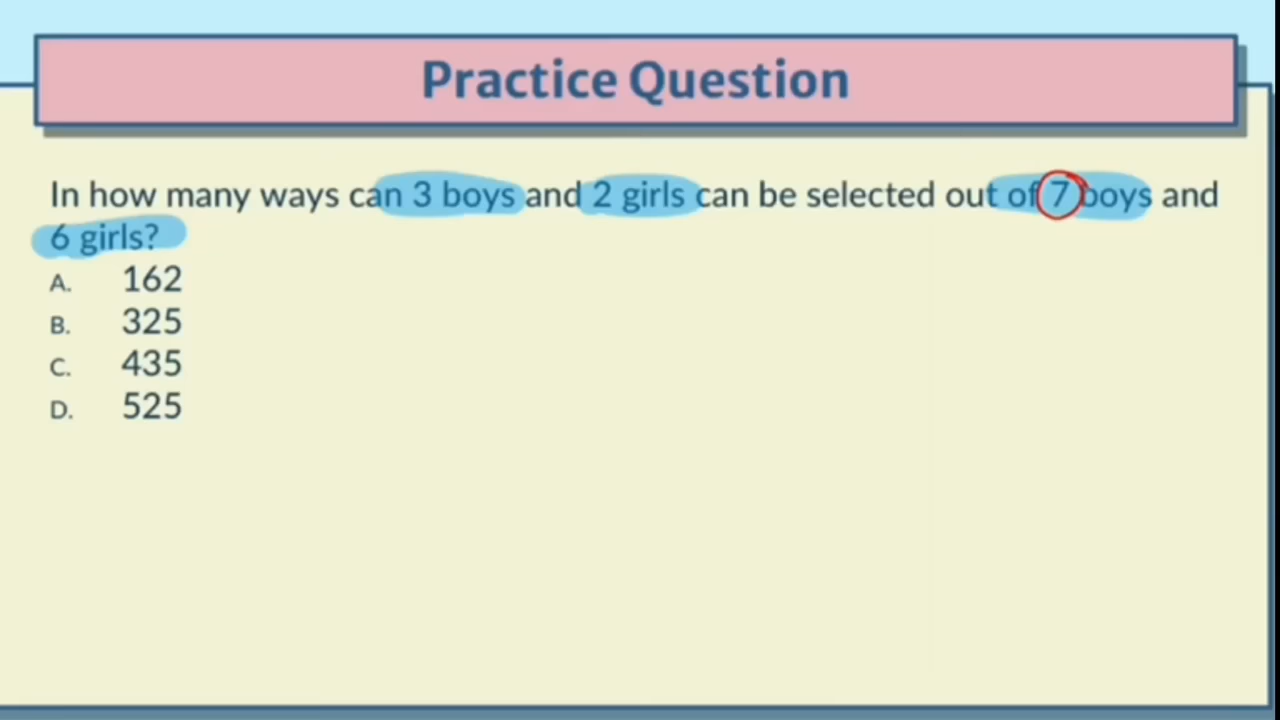 Practice Question
In how many ways can 3 boys and 2 girls can be selected out of 7 boys and
6 girls?
A. 162
B. 325
C. 435
D. 525